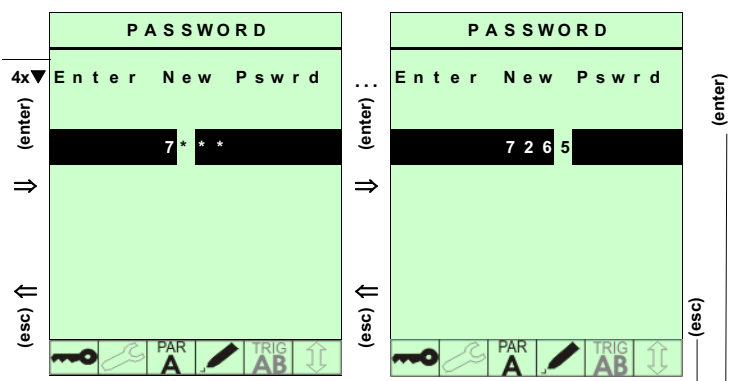 PASSWORD
4x▼ Enter New Pswrd
(enter)
7***
⇒
⇐
(esc)
PAR
A
TRIG
AB
PASSWORD
... Enter New Pswrd
(enter)
7265
⇒
⇐
(esc)
PAR
A
TRIG
AB
(enter)
(esc)